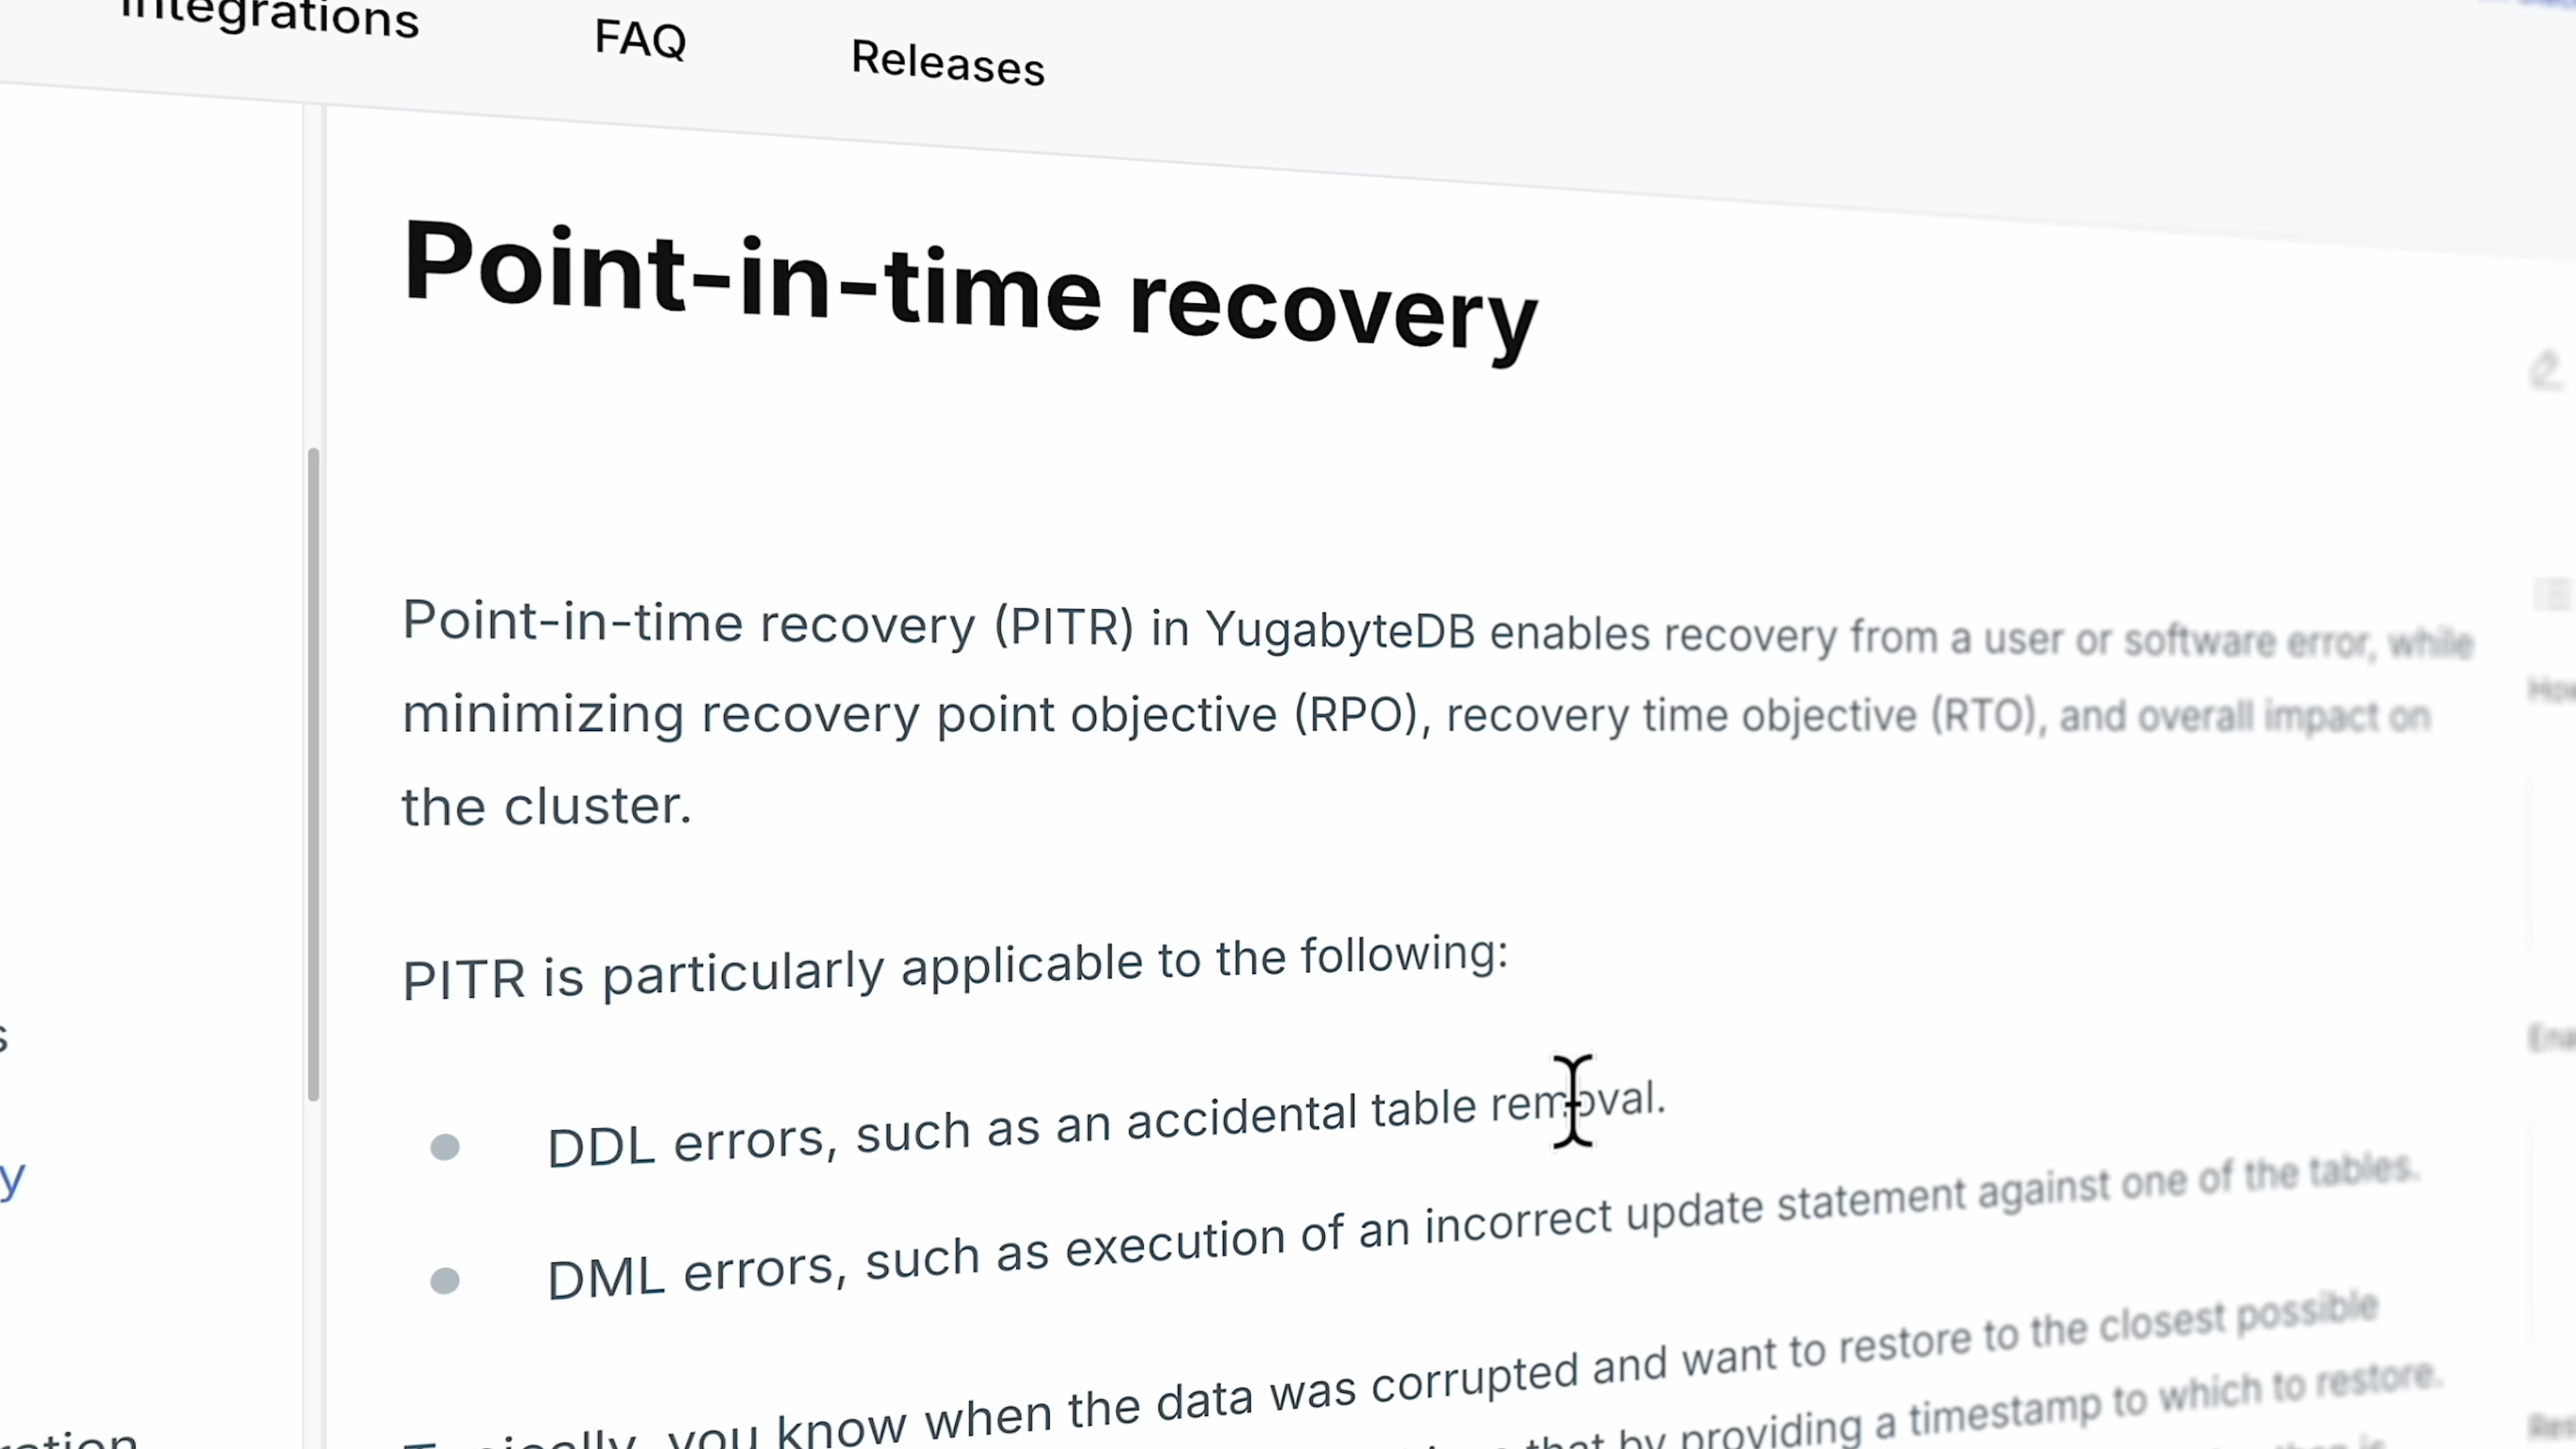 Integrations FAQ Releases
Point-in-time recovery
Point-in-time recovery (PITR) in YugabyteDB enables recovery from a user or software error, while
minimizing recovery point objective (RPO), recovery time objective (RTO), and overall impact on
the cluster.
PITR is particularly applicable to the following:
DDL errors, such as an accidental table removal.
DML errors, such as execution of an incorrect update statement against one of the tables.
Typically, you know when the data was corrupted and want to restore to the closest possible
that by providing a timestamp to which to restore.